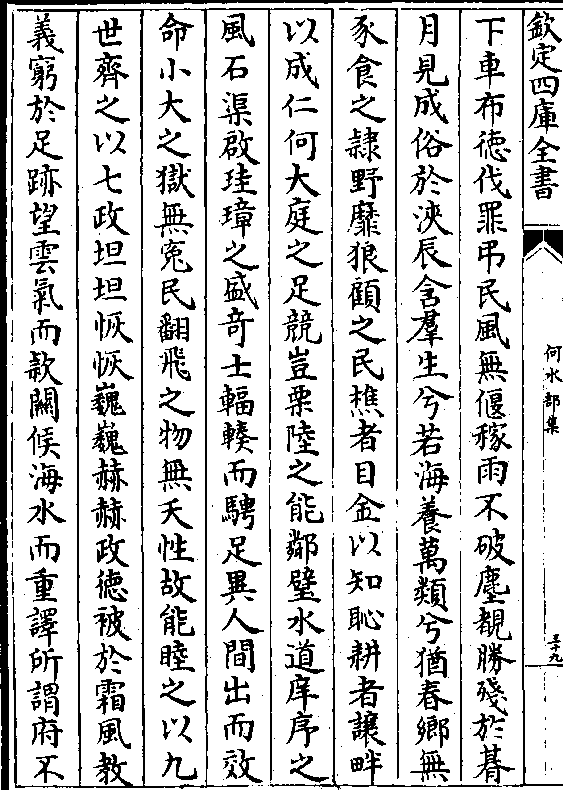 欽定四庫全書
何水部集
三十九
下車布徳伐罪弔民風無偃稼雨不破塵覩勝殘於朞
月見成俗於浹辰含羣生兮若海養萬類兮猶春鄉無
豕食之隸野靡狼顧之民樵者目金以知恥耕者讓畔
以成仁何大庭之足競豈栗陸之能鄰璧水道庠序之
風石渠啟珪璋之盛竒士輻輳而騁足異人間出而效
命小大之獄無寃民翻飛之物無夭性故能睦之以九
世齊之以七政坦坦恢恢巍巍赫赫政徳被於霜風教
義窮於足跡望雲氣而款闗候海水而重譯所謂府不